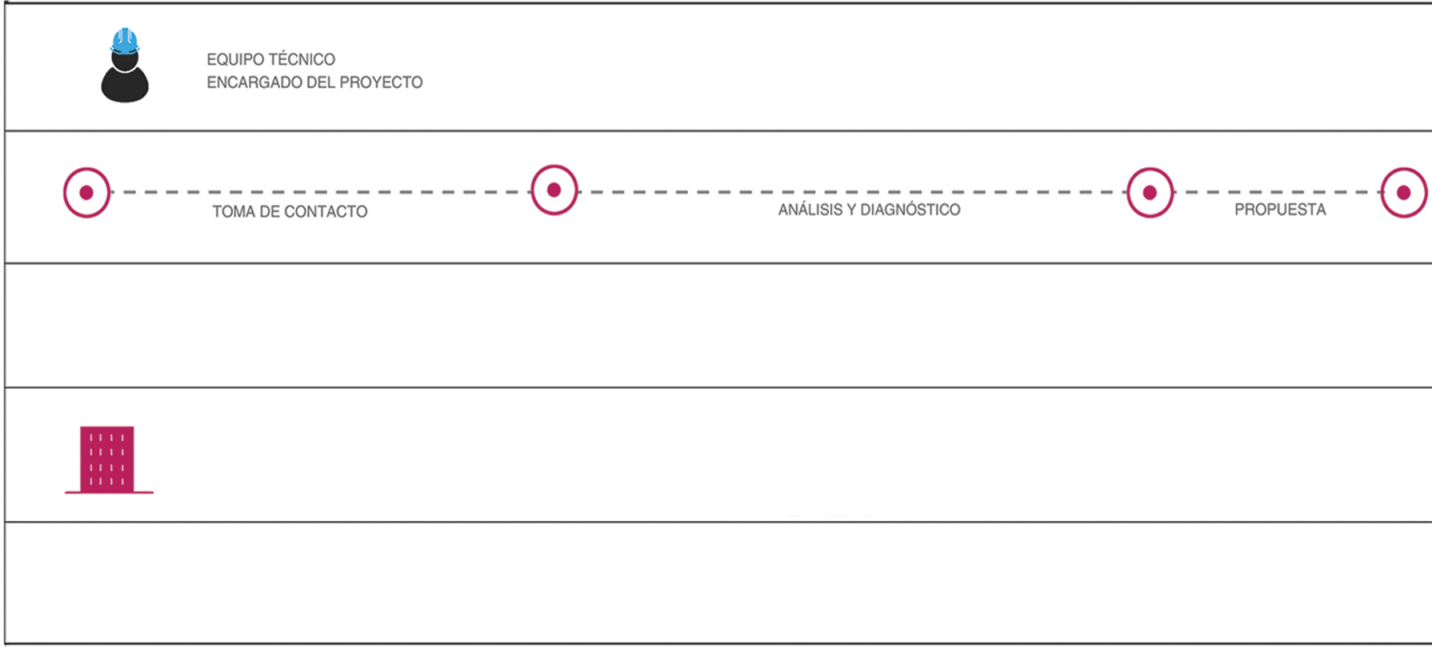 EQUIPO TÉCNICO
ENCARGADO DEL PROYECTO
TOMA DE CONTACTO
ANÁLISIS Y DIAGNÓSTICO
PROPUESTA